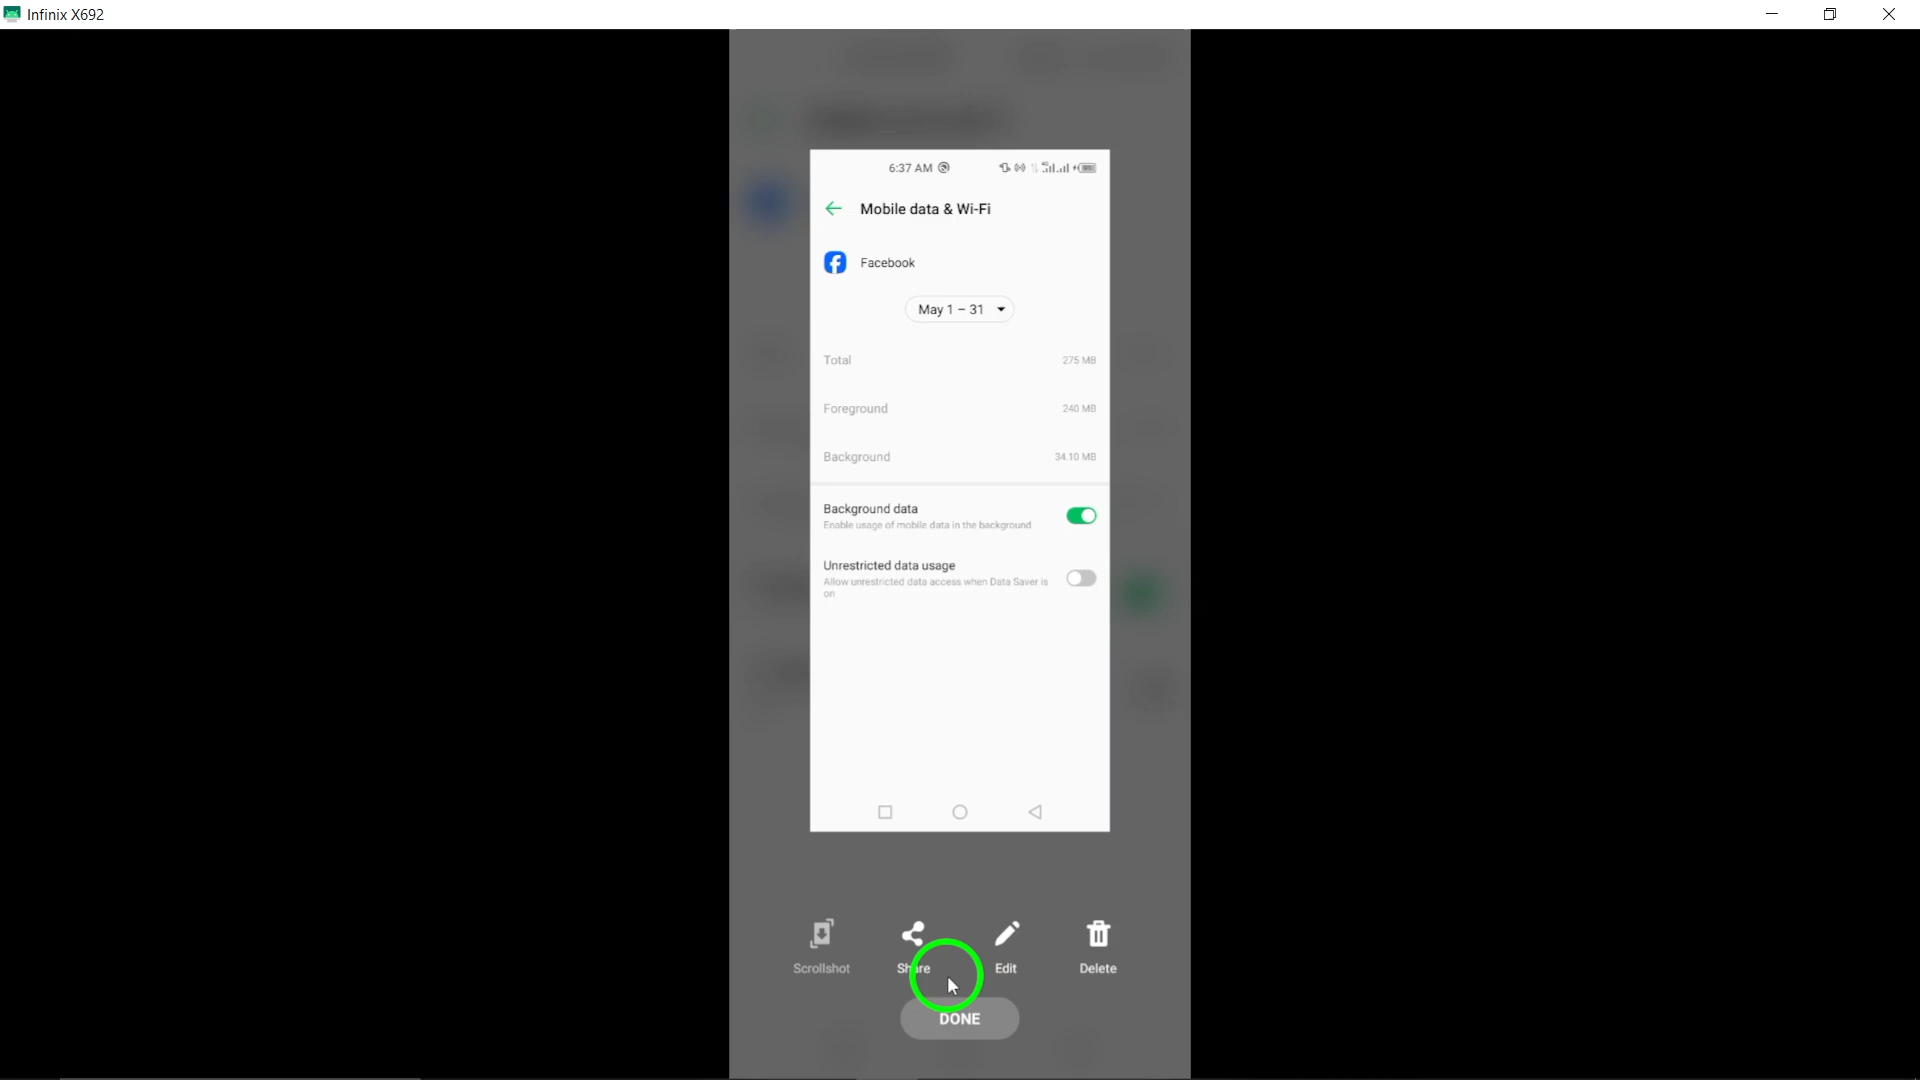 Infinix X692
6:37 AM
Mobile data & Wi-Fi
Facebook
May 1 – 31
Total 275 MB
Foreground 240 MB
Background 34.10 MB
Background data
Enable usage of mobile data in the background
Unrestricted data usage
Allow unrestricted data access when Data Saver is
on
Scrollshot Share Edit Delete
DONE